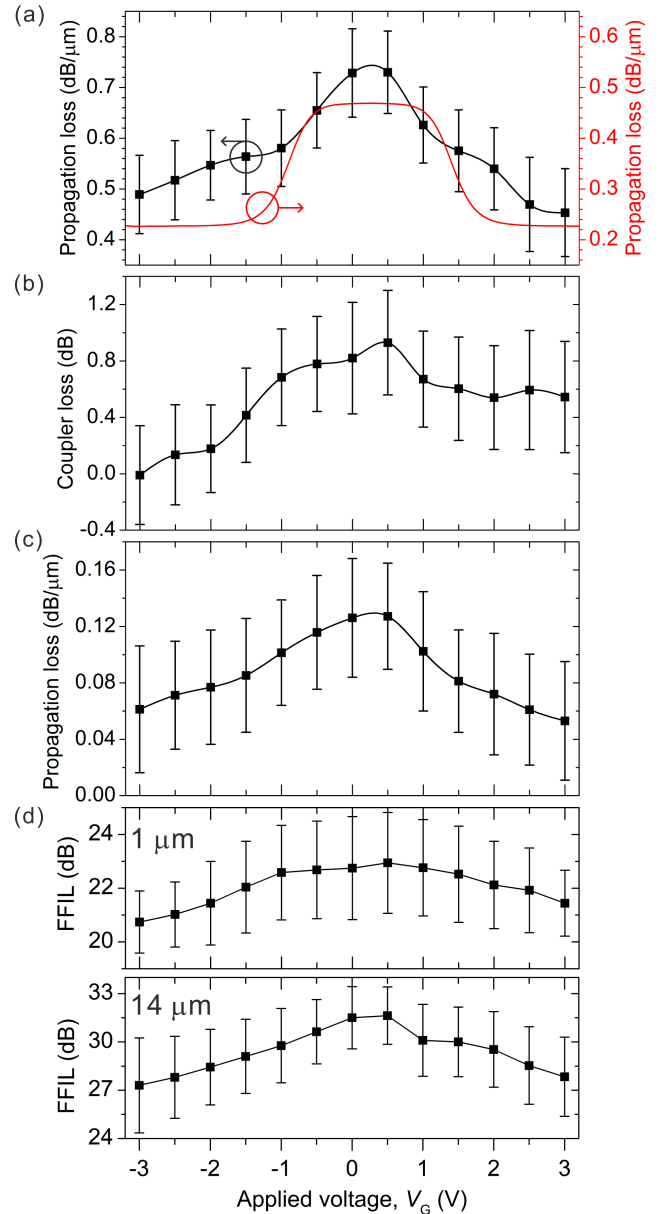 (a)
0.8
0.7
0.6
0.5
0.4
Propagation loss (dB/μm)
0.6
0.5
0.4
0.3
0.2
Propagation loss (dB/μm)
(b)
1.2
0.8
0.4
0.0
-0.4
Coupler loss (dB)
(c)
0.16
0.12
0.08
0.04
0.00
Propagation loss (dB/μm)
(d)
1 μm
24
22
20
FFIL (dB)
14 μm
33
30
27
24
FFIL (dB)
-3 -2 -1 0 1 2 3
Applied voltage, VG (V)